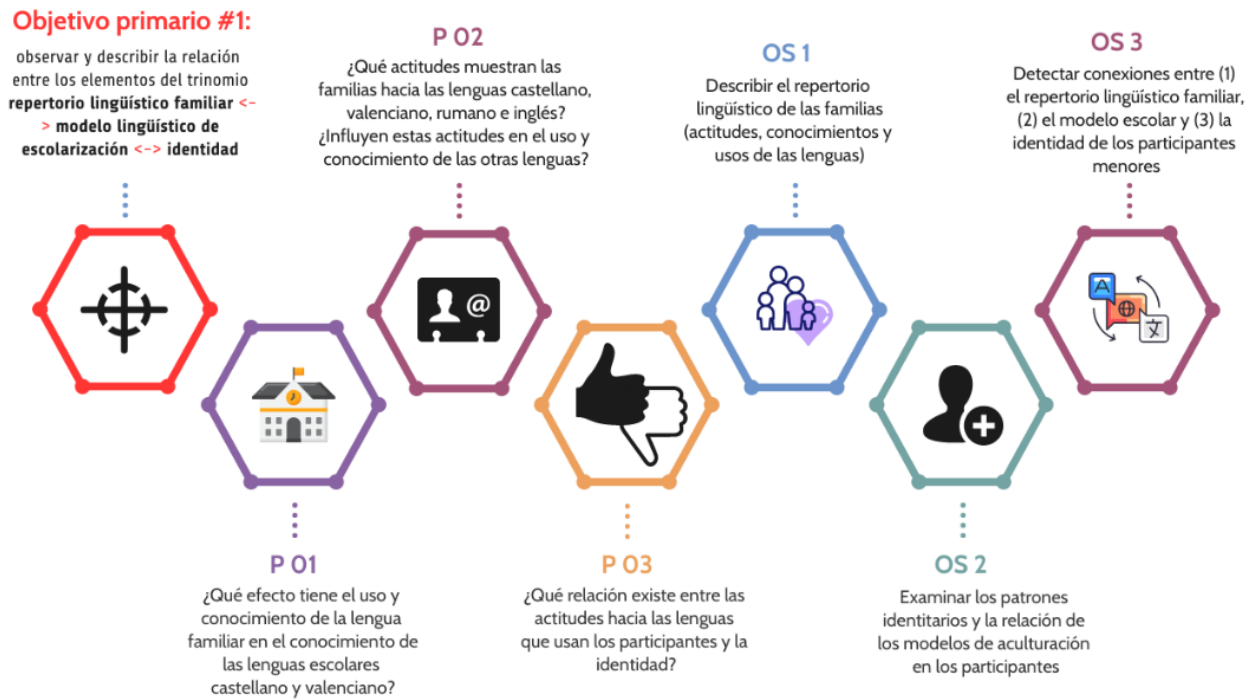 Objetivo primario #1:
observar y describir la relación
entre los elementos del trinomio
repertorio lingüístico familiar <-
> modelo lingüístico de
escolarización <-> identidad
P 02
¿Qué actitudes muestran las
familias hacia las lenguas castellano,
valenciano, rumano e inglés?
¿Influyen estas actitudes en el uso y
conocimiento de las otras lenguas?
OS 1
Describir el repertorio
lingüístico de las familias
(actitudes, conocimientos y
usos de las lenguas)
OS 3
Detectar conexiones entre (1)
el repertorio lingüístico familiar,
(2) el modelo escolar y (3) la
identidad de los participantes
menores
@
A
文
P 01
¿Qué efecto tiene el uso y
conocimiento de la lengua
familiar en el conocimiento de
las lenguas escolares
castellano y valenciano?
P 03
¿Qué relación existe entre las
actitudes hacia las lenguas
que usan los participantes y la
identidad?
OS 2
Examinar los patrones
identitarios y la relación de
los modelos de aculturación
en los participantes